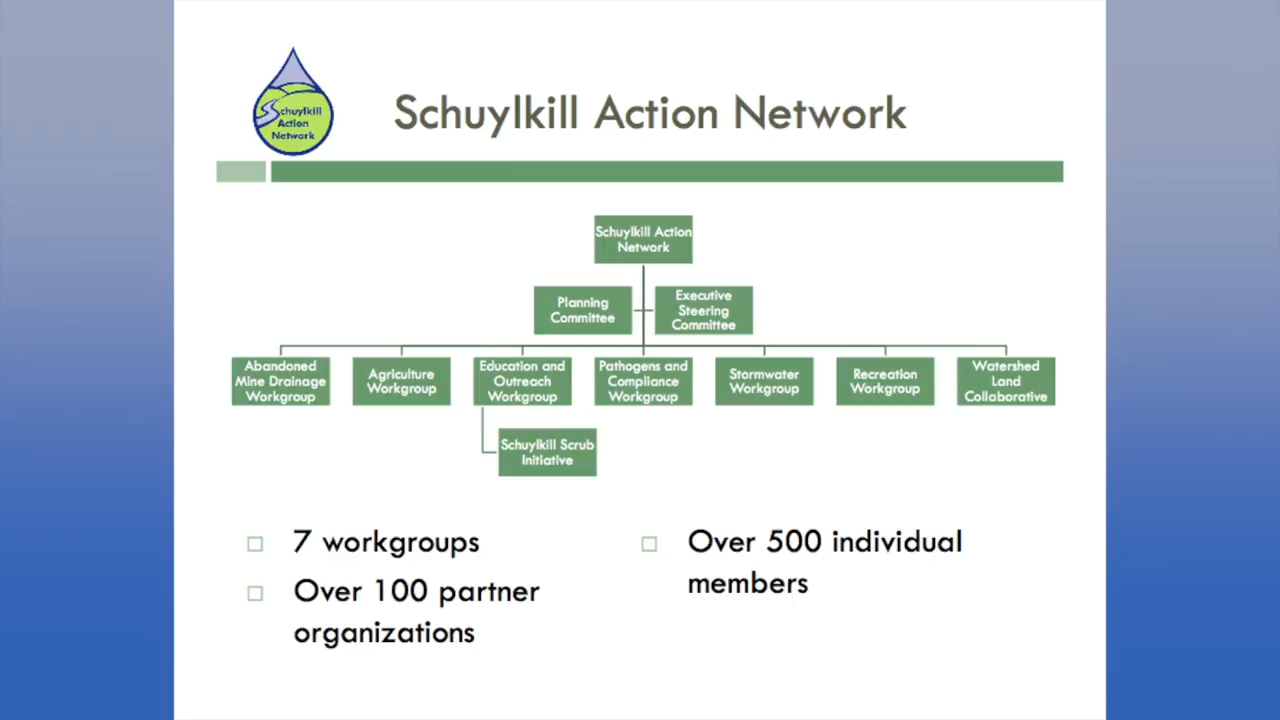 Schuylkill
Action
Network
Schuylkill Action Network
Schuylkill Action
Network
Planning
Committee
Executive
Steering
Committee
Abandoned
Mine Drainage
Workgroup
Agriculture
Workgroup
Education and
Outreach
Workgroup
Pathogens and
Compliance
Workgroup
Stormwater
Workgroup
Recreation
Workgroup
Watershed
Land
Collaborative
Schuylkill Scrub
Initiative
7 workgroups
Over 100 partner
organizations
Over 500 individual
members